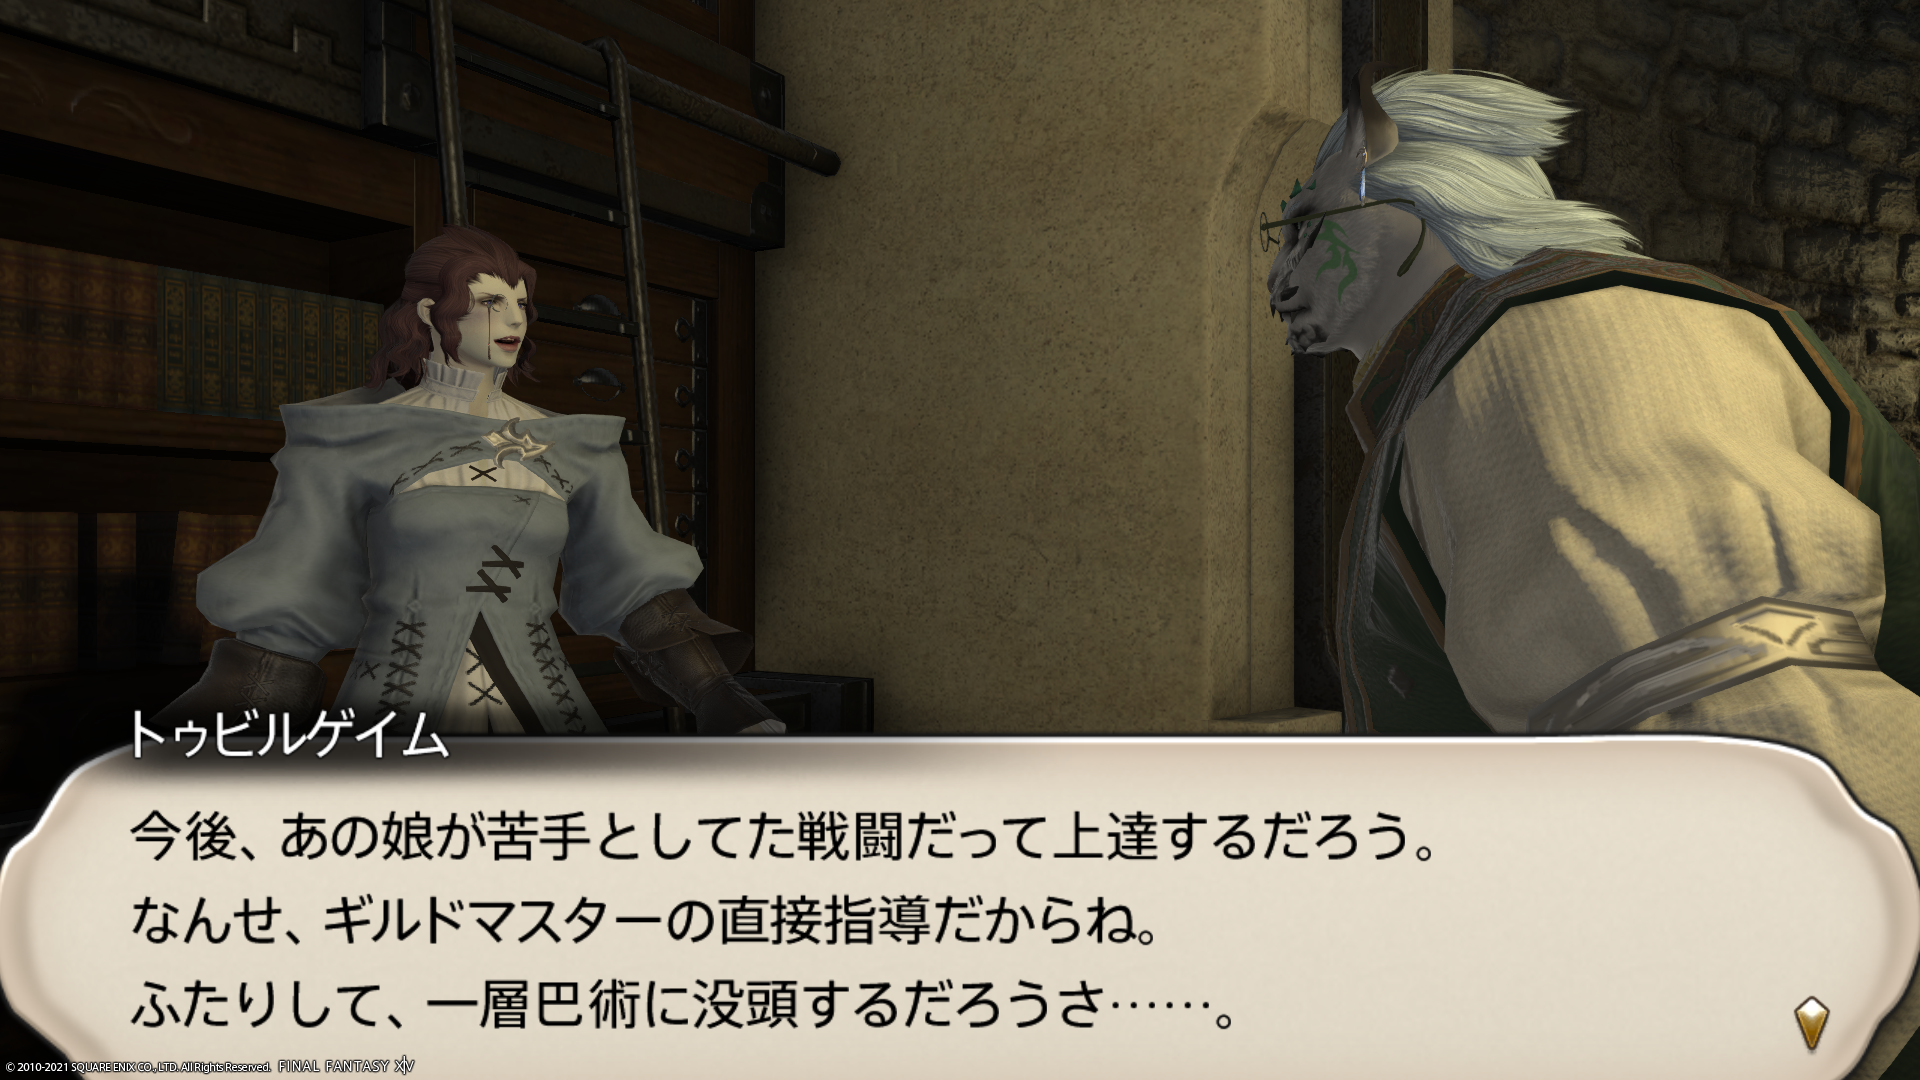 トゥビルゲイム
今後、あの娘が苦手としてた戦闘だって上達するだろう。
なんせ、ギルドマスターの直接指導だからね。
ふたりして、一層巴術に没頭するだろうさ……。
© 2010-2021 SQUARE ENIX CO., LTD. All Rights Reserved. FINAL FANTASY XIV